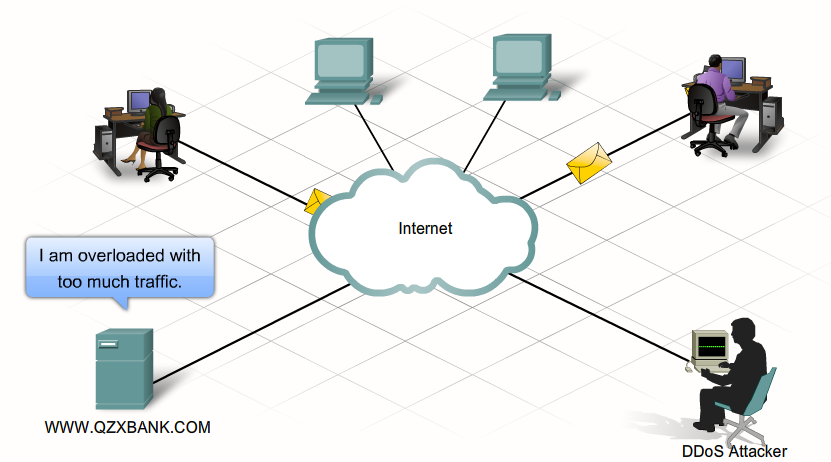 Internet
I am overloaded with
too much traffic.
WWW.QZXBANK.COM
DDoS Attacker